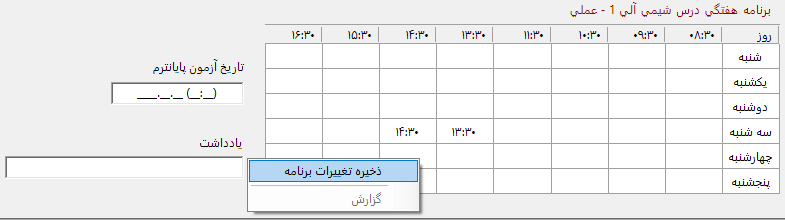 برنامه هفتگي درس شيمي آلي 1 - عملي
روز ۰۸:۳۰ ۰۹:۳۰ ۱۰:۳۰ ۱۱:۳۰ ۱۳:۳۰ ۱۴:۳۰ ۱۵:۳۰ ۱۶:۳۰
شنبه
یکشنبه
دوشنبه
سه شنبه ۱۳:۳۰ ۱۴:۳۰
چهارشنبه
پنجشنبه
تاریخ آزمون پایانترم
____.__.__ (__:__)
یادداشت
ذخیره تغییرات برنامه
گزارش